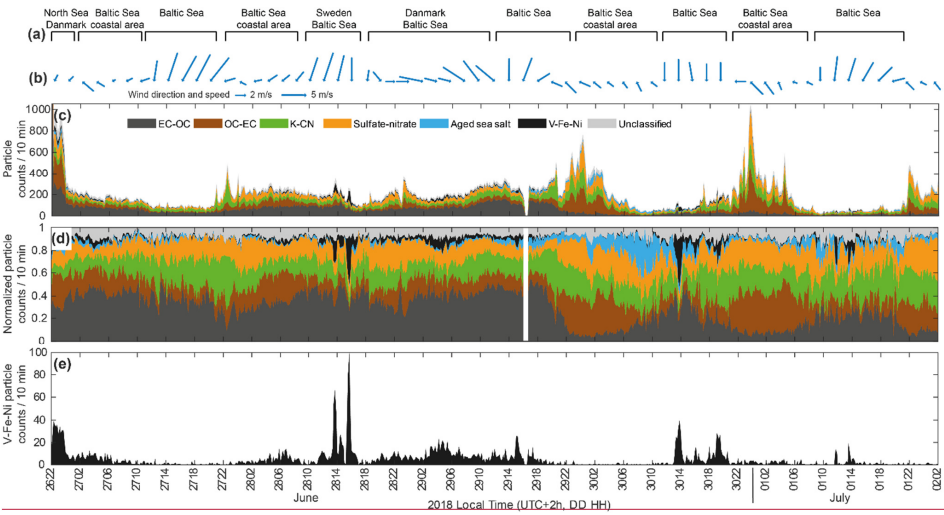 North Sea Baltic Sea Baltic Sea Baltic Sea Sweden Danmark Baltic Sea Baltic Sea Baltic Sea Baltic Sea Baltic Sea
Danmark coastal area coastal area Baltic Sea Baltic Sea coastal area coastal area
(a)
(b)
Wind direction and speed 2 m/s 5 m/s
(c)
EC-OC OC-EC K-CN Sulfate-nitrate Aged sea salt V-Fe-Ni Unclassified
Particle
counts / 10 min
1000
800
600
400
200
0
(d)
Normalized particle
counts / 10 min
1
0.8
0.6
0.4
0.2
0
(e)
V-Fe-Ni particle
counts / 10 min
100
80
60
40
20
0
2622 2702 2706 2710 2714 2718 2722 2802 2806 2810 2814 2818 2822 2902 2906 2910 2914 2918 2922 3002 3006 3010 3014 3018 3022 0102 0106 0110 0114 0118 0122 0202
June July
2018 Local Time (UTC+2h, DD HH)